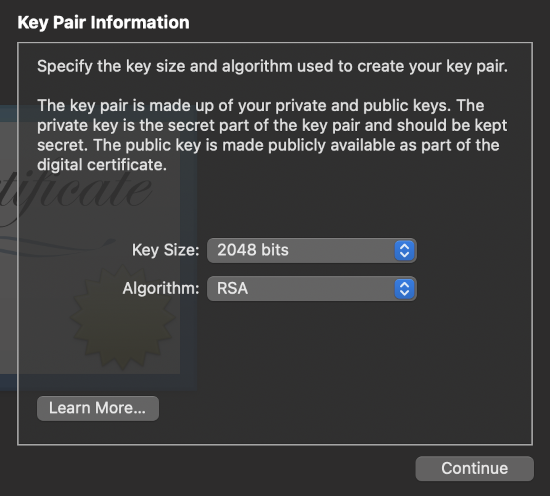 Key Pair Information
Specify the key size and algorithm used to create your key pair.
The key pair is made up of your private and public keys. The
private key is the secret part of the key pair and should be kept
secret. The public key is made publicly available as part of the
digital certificate.
Key Size: 2048 bits
Algorithm: RSA
Learn More...
Continue